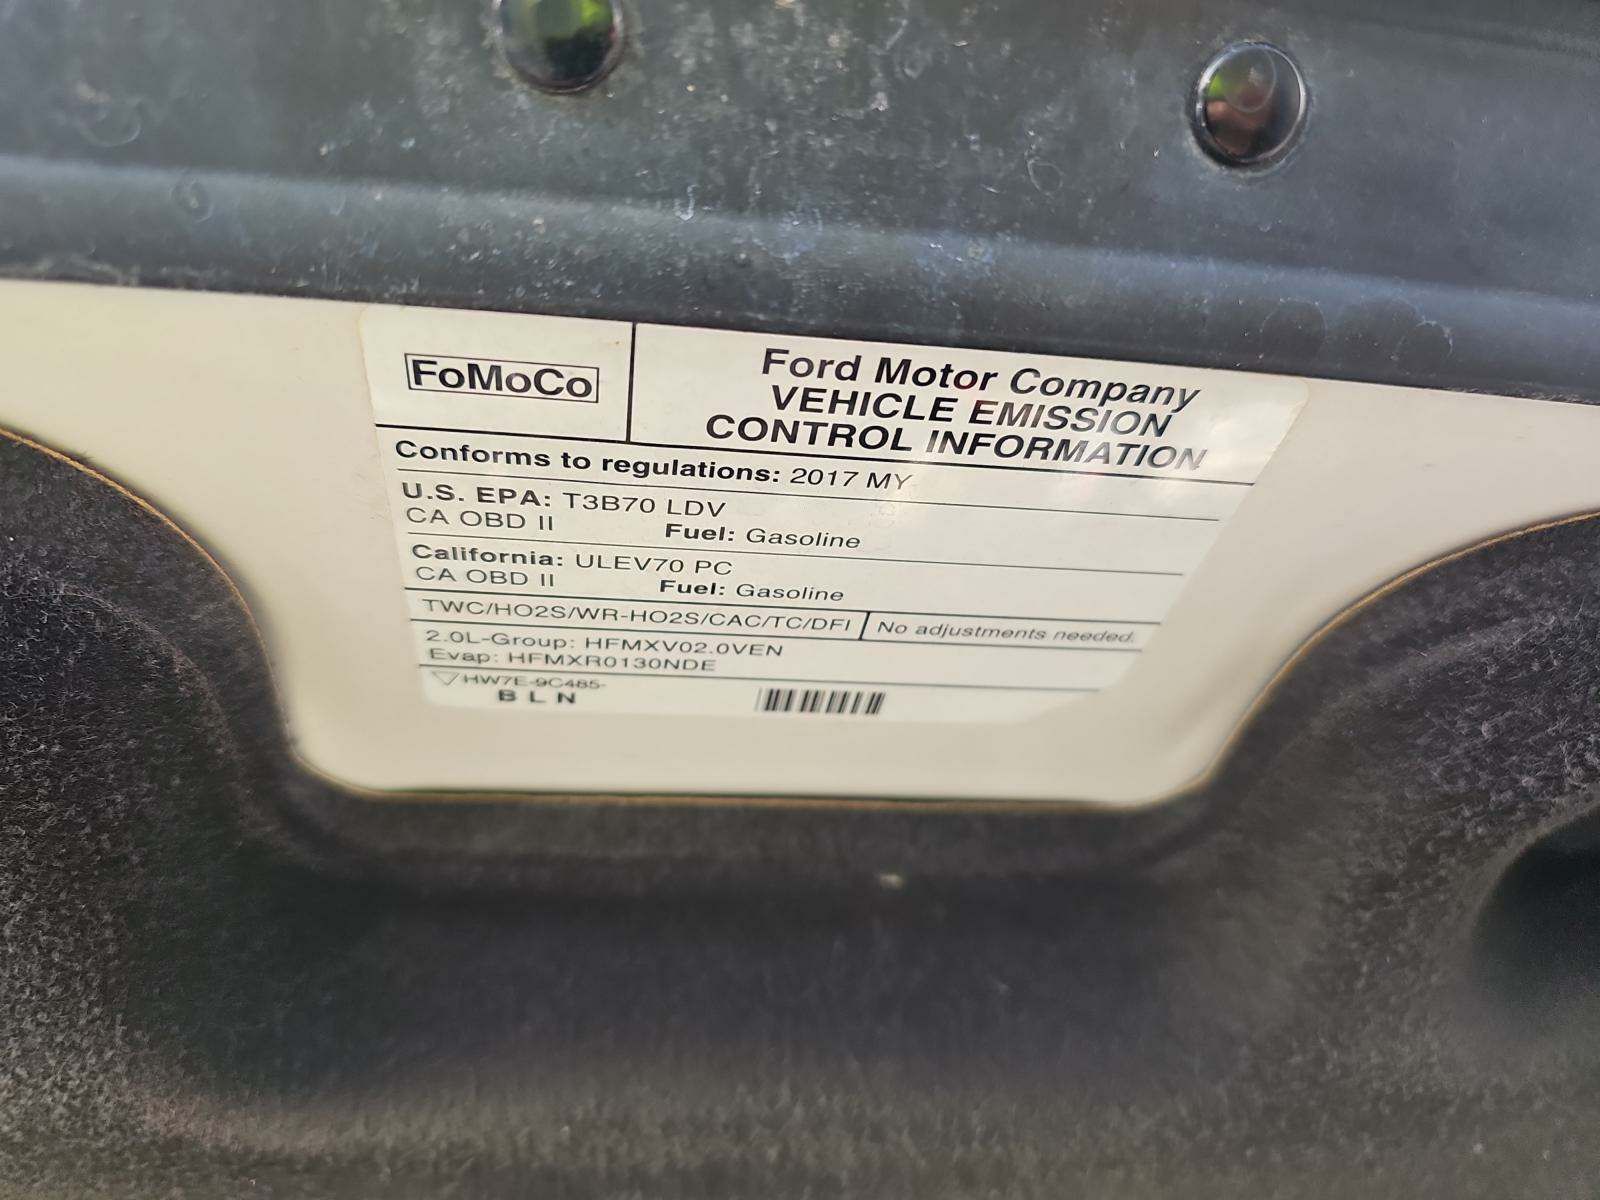 FoMoCo
Ford Motor Company
VEHICLE EMISSION
CONTROL INFORMATION
Conforms to regulations: 2017 MY
U.S. EPA: T3B70 LDV
CA OBD II Fuel: Gasoline
California: ULEV70 PC
CA OBD II Fuel: Gasoline
TWC/HO2S/WR-HO2S/CAC/TC/DFI No adjustments needed.
2.0L-Group: HFMXV02.0VEN
Evap: HFMXR0130NDE
HW7E-9C485-
BLN